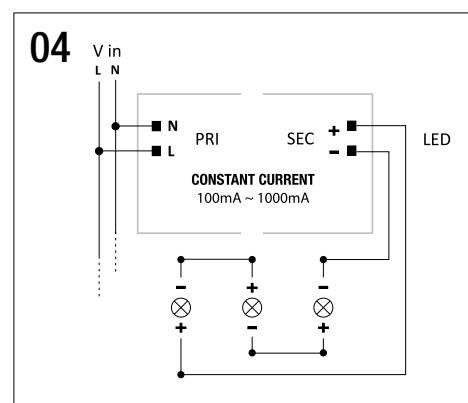 04
V in
L N
N PRI SEC + LED
L -
CONSTANT CURRENT
100mA ~ 1000mA
- + -
+ - +